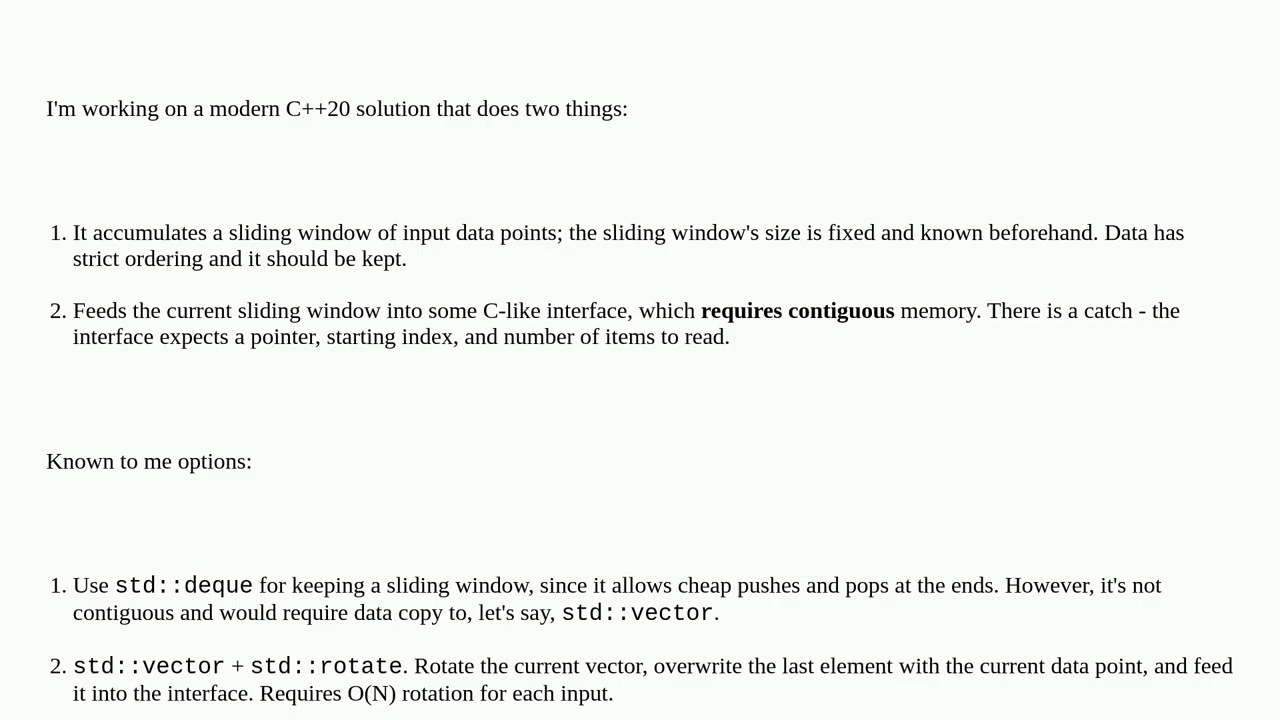 I'm working on a modern C++20 solution that does two things:
1. It accumulates a sliding window of input data points; the sliding window's size is fixed and known beforehand. Data has
strict ordering and it should be kept.
2. Feeds the current sliding window into some C-like interface, which requires contiguous memory. There is a catch - the
interface expects a pointer, starting index, and number of items to read.
Known to me options:
1. Use std::deque for keeping a sliding window, since it allows cheap pushes and pops at the ends. However, it's not
contiguous and would require data copy to, let's say, std::vector.
2. std::vector + std::rotate. Rotate the current vector, overwrite the last element with the current data point, and feed
it into the interface. Requires O(N) rotation for each input.